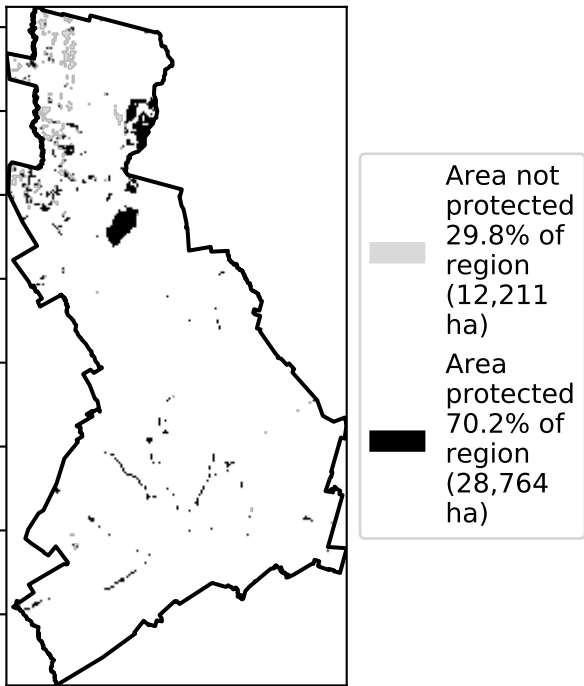 Area not
protected
29.8% of
region
(12,211
ha)
Area
protected
70.2% of
region
(28,764
ha)